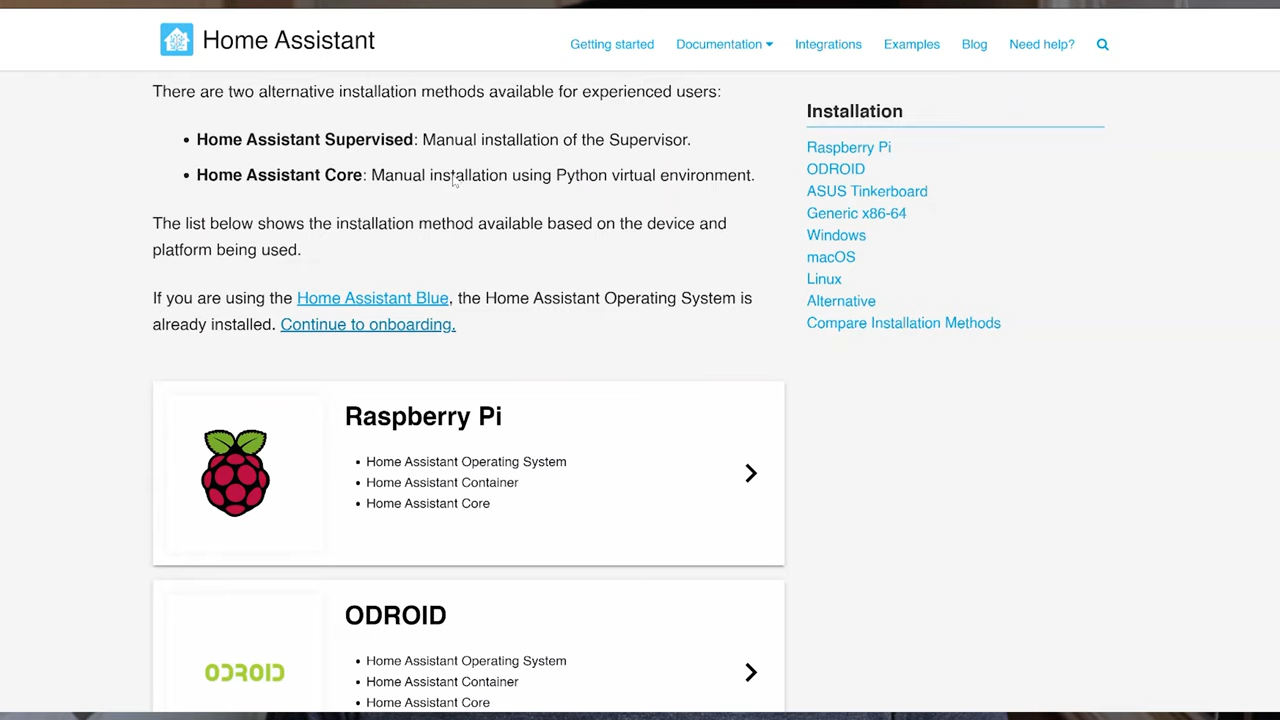 Home Assistant
Getting started
Documentation
Integrations
Examples
Blog
Need help?
There are two alternative installation methods available for experienced users:
• Home Assistant Supervised: Manual installation of the Supervisor.
• Home Assistant Core: Manual installation using Python virtual environment.
The list below shows the installation method available based on the device and
platform being used.
If you are using the Home Assistant Blue, the Home Assistant Operating System is
already installed. Continue to onboarding.
Raspberry Pi
• Home Assistant Operating System
• Home Assistant Container
• Home Assistant Core
ODROID
ODROID
• Home Assistant Operating System
• Home Assistant Container
• Home Assistant Core
Installation
Raspberry Pi
ODROID
ASUS Tinkerboard
Generic x86-64
Windows
macOS
Linux
Alternative
Compare Installation Methods